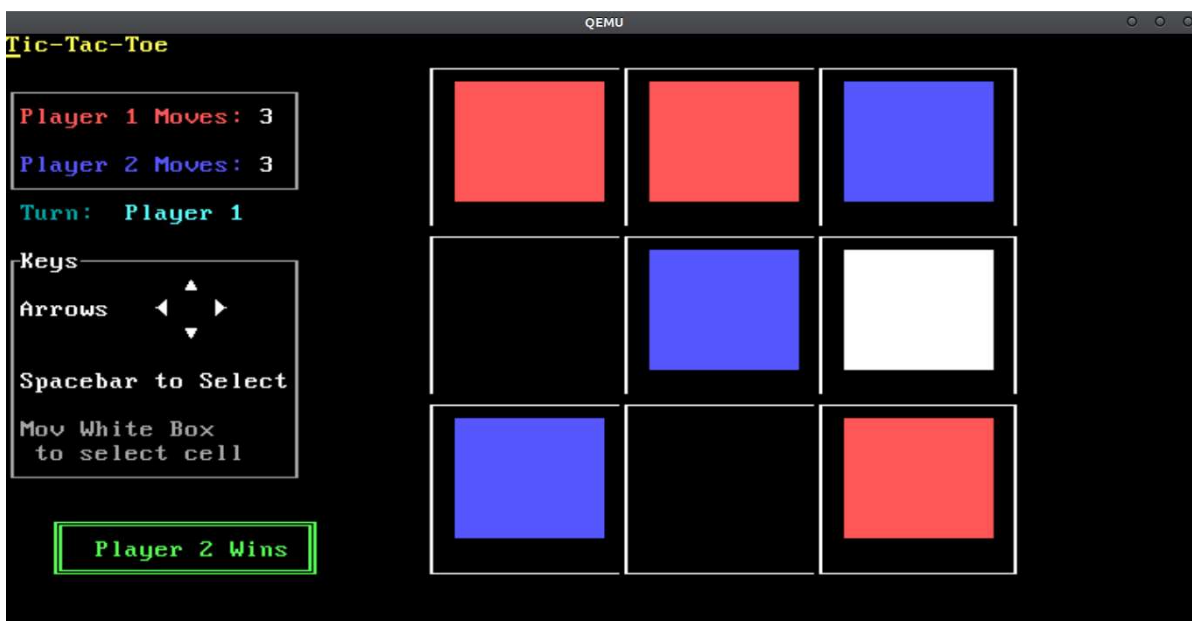 QEMU
Tic-Tac-Toe
Player 1 Moves: 3
Player 2 Moves: 3
Turn: Player 1
Keys
Arrows
Spacebar to Select
Mov White Box
to select cell
Player 2 Wins